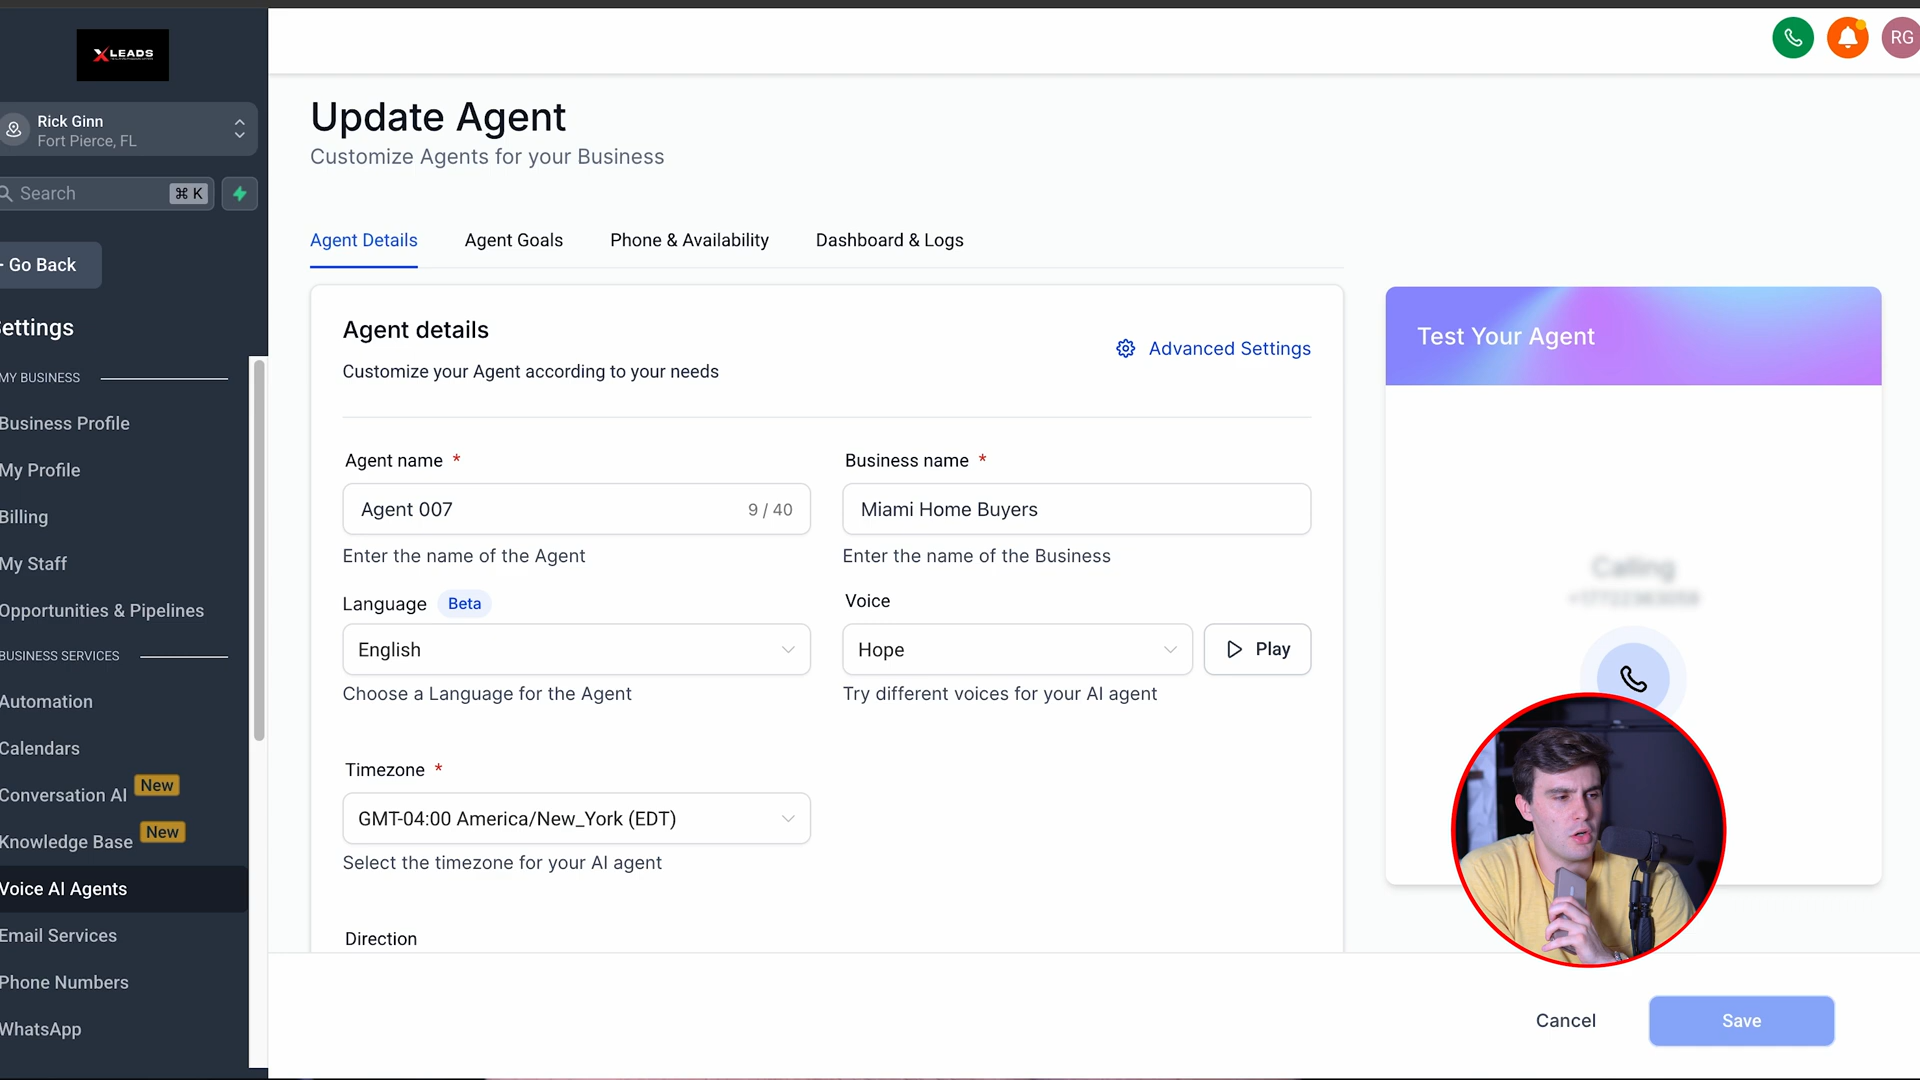 XLEADS
Rick Ginn
Fort Pierce, FL
Search
⌘ K
Go Back
ettings
MY BUSINESS
Business Profile
My Profile
Billing
My Staff
Opportunities & Pipelines
BUSINESS SERVICES
Automation
Calendars
Conversation AI New
Knowledge Base New
Voice AI Agents
Email Services
Phone Numbers
WhatsApp
RG
Update Agent
Customize Agents for your Business
Agent Details Agent Goals Phone & Availability Dashboard & Logs
Agent details
Customize your Agent according to your needs
Advanced Settings
Agent name *
Agent 007 9 / 40
Enter the name of the Agent
Business name *
Miami Home Buyers
Enter the name of the Business
Language Beta
English
Choose a Language for the Agent
Voice
Hope
Play
Try different voices for your AI agent
Timezone *
GMT-04:00 America/New_York (EDT)
Select the timezone for your AI agent
Direction
Test Your Agent
Calling
Cancel
Save